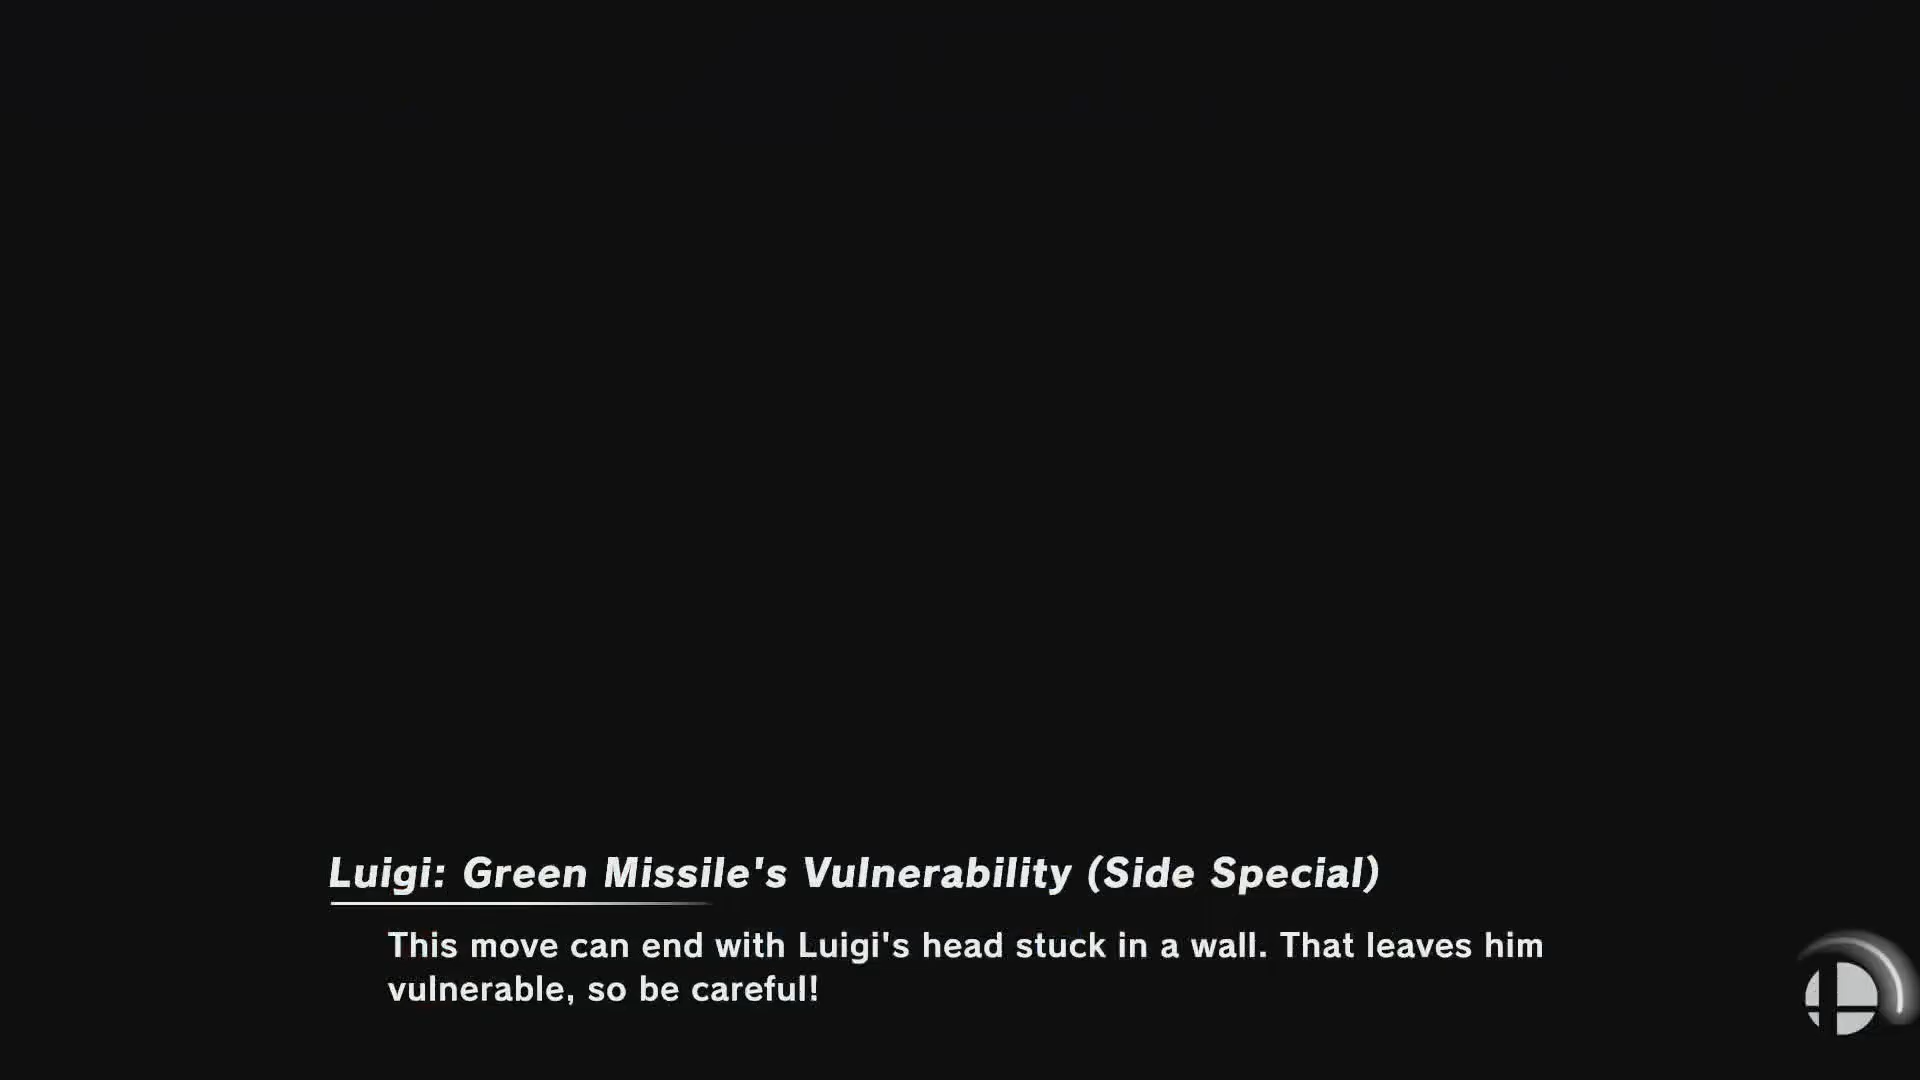 Luigi: Green Missile's Vulnerability (Side Special)
This move can end with Luigi's head stuck in a wall. That leaves him
vulnerable, so be careful!